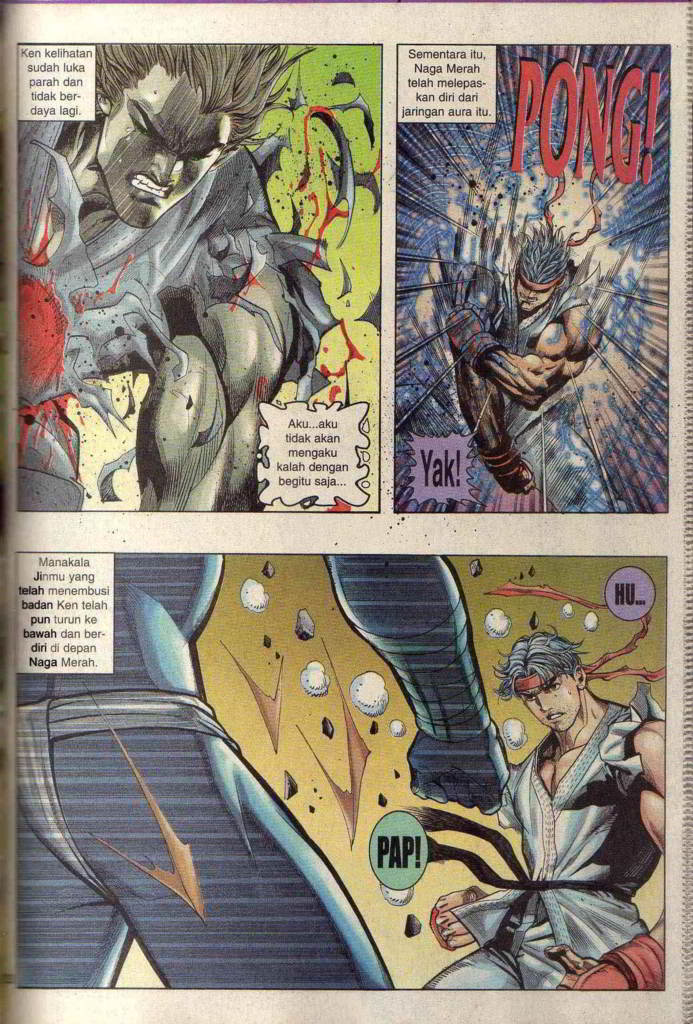 Ken kelihatan
sudah luka
parah dan
tidak ber-
daya lagi.
Aku...aku
tidak akan
mengaku
kalah dengan
begitu saja...
Sementara itu,
Naga Merah
telah melepas-
kan diri dari
jaringan aura itu.
PONG!
Yak!
Manakala
Jinmu yang
telah menembusi
badan Ken telah
pun turun ke
bawah dan ber-
diri di depan
Naga Merah.
HU...
PAP!